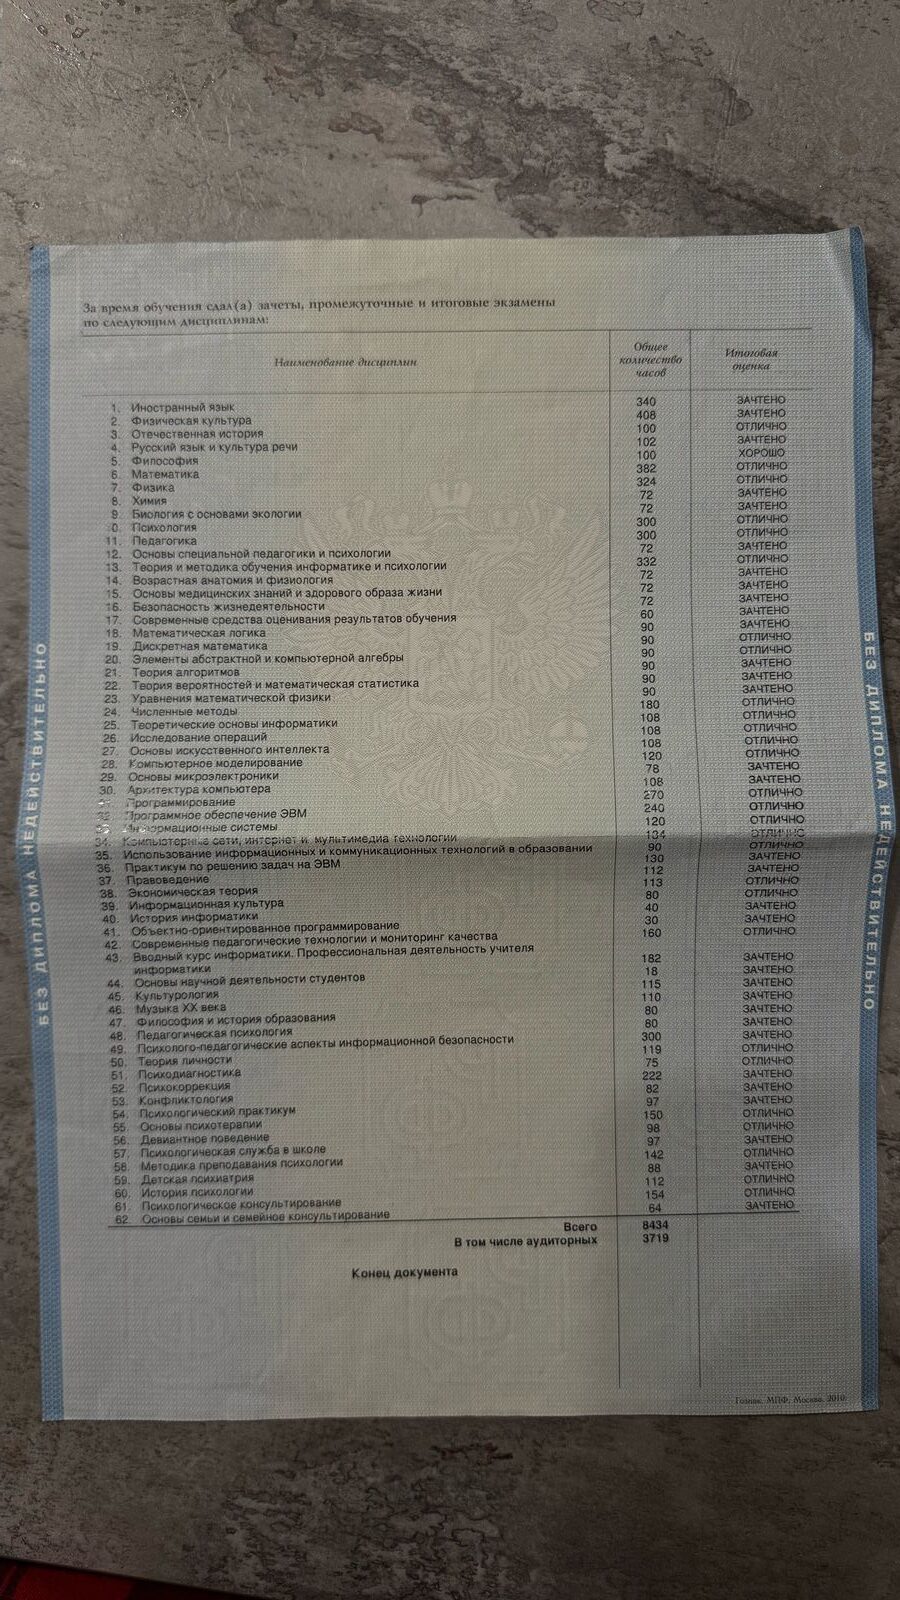 За время обучения сдал(а) зачеты, промежуточные и итоговые экзамены
по следующим дисциплинам:
Наименование дисциплин Общее количество часов Итоговая оценка
1. Иностранный язык 340 ЗАЧТЕНО
2. Физическая культура 408 ЗАЧТЕНО
3. Отечественная история 100 ОТЛИЧНО
4. Русский язык и культура речи 102 ЗАЧТЕНО
5. Философия 100 ХОРОШО
6. Математика 382 ОТЛИЧНО
7. Физика 324 ОТЛИЧНО
8. Химия 72 ЗАЧТЕНО
9. Биология с основами экологии 72 ЗАЧТЕНО
10. Психология 300 ОТЛИЧНО
11. Педагогика 300 ОТЛИЧНО
12. Основы специальной педагогики и психологии 72 ЗАЧТЕНО
13. Теория и методика обучения информатике и психологии 332 ОТЛИЧНО
14. Возрастная анатомия и физиология 72 ЗАЧТЕНО
15. Основы медицинских знаний и здорового образа жизни 72 ЗАЧТЕНО
16. Безопасность жизнедеятельности 72 ЗАЧТЕНО
17. Современные средства оценивания результатов обучения 60 ЗАЧТЕНО
18. Математическая логика 90 ЗАЧТЕНО
19. Дискретная математика 90 ОТЛИЧНО
20. Элементы абстрактной и компьютерной алгебры 90 ОТЛИЧНО
21. Теория алгоритмов 90 ЗАЧТЕНО
22. Теория вероятностей и математическая статистика 90 ОТЛИЧНО
23. Уравнения математической физики 90 ЗАЧТЕНО
24. Численные методы 180 ОТЛИЧНО
25. Теоретические основы информатики 108 ОТЛИЧНО
26. Исследование операций 108 ОТЛИЧНО
27. Основы искусственного интеллекта 108 ОТЛИЧНО
28. Компьютерное моделирование 120 ОТЛИЧНО
29. Основы микроэлектроники 78 ЗАЧТЕНО
30. Архитектура компьютера 108 ЗАЧТЕНО
31. Программирование 270 ОТЛИЧНО
32. Программное обеспечение ЭВМ 240 ОТЛИЧНО
33. Информационные системы 120 ОТЛИЧНО
34. Компьютерные сети, интернет и мультимедиа технологии 134 ОТЛИЧНО
35. Использование информационных и коммуникационных технологий в образовании 90 ОТЛИЧНО
36. Практикум по решению задач на ЭВМ 130 ЗАЧТЕНО
37. Правоведение 112 ЗАЧТЕНО
38. Экономическая теория 113 ОТЛИЧНО
39. Информационная культура 80 ЗАЧТЕНО
40. История информатики 40 ЗАЧТЕНО
41. Объектно-ориентированное программирование 30 ЗАЧТЕНО
42. Современные педагогические технологии и мониторинг качества 160 ОТЛИЧНО
43. Вводный курс информатики. Профессиональная деятельность учителя
информатики 182 ЗАЧТЕНО
44. Основы научной деятельности студентов 18 ЗАЧТЕНО
45. Культурология 115 ЗАЧТЕНО
46. Музыка XX века 110 ЗАЧТЕНО
47. Философия и история образования 80 ЗАЧТЕНО
48. Педагогическая психология 80 ЗАЧТЕНО
49. Психолого-педагогические аспекты информационной безопасности 300 ЗАЧТЕНО
50. Теория личности 119 ОТЛИЧНО
51. Психодиагностика 75 ОТЛИЧНО
52. Психокоррекция 222 ЗАЧТЕНО
53. Конфликтология 82 ЗАЧТЕНО
54. Психологический практикум 97 ЗАЧТЕНО
55. Основы психотерапии 150 ОТЛИЧНО
56. Девиантное поведение 98 ОТЛИЧНО
57. Психологическая служба в школе 97 ЗАЧТЕНО
58. Методика преподавания психологии 142 ОТЛИЧНО
59. Детская психиатрия 88 ЗАЧТЕНО
60. История психологии 112 ОТЛИЧНО
61. Психологическое консультирование 154 ОТЛИЧНО
62. Основы семьи и семейное консультирование 64 ЗАЧТЕНО
Всего 8434
В том числе аудиторных 3719
Конец документа
Гознак. МПФ. Москва. 2010.
БЕЗ ДИПЛОМА НЕДЕЙСТВИТЕЛЬНО
БЕЗ ДИПЛОМА НЕДЕЙСТВИТЕЛЬНО